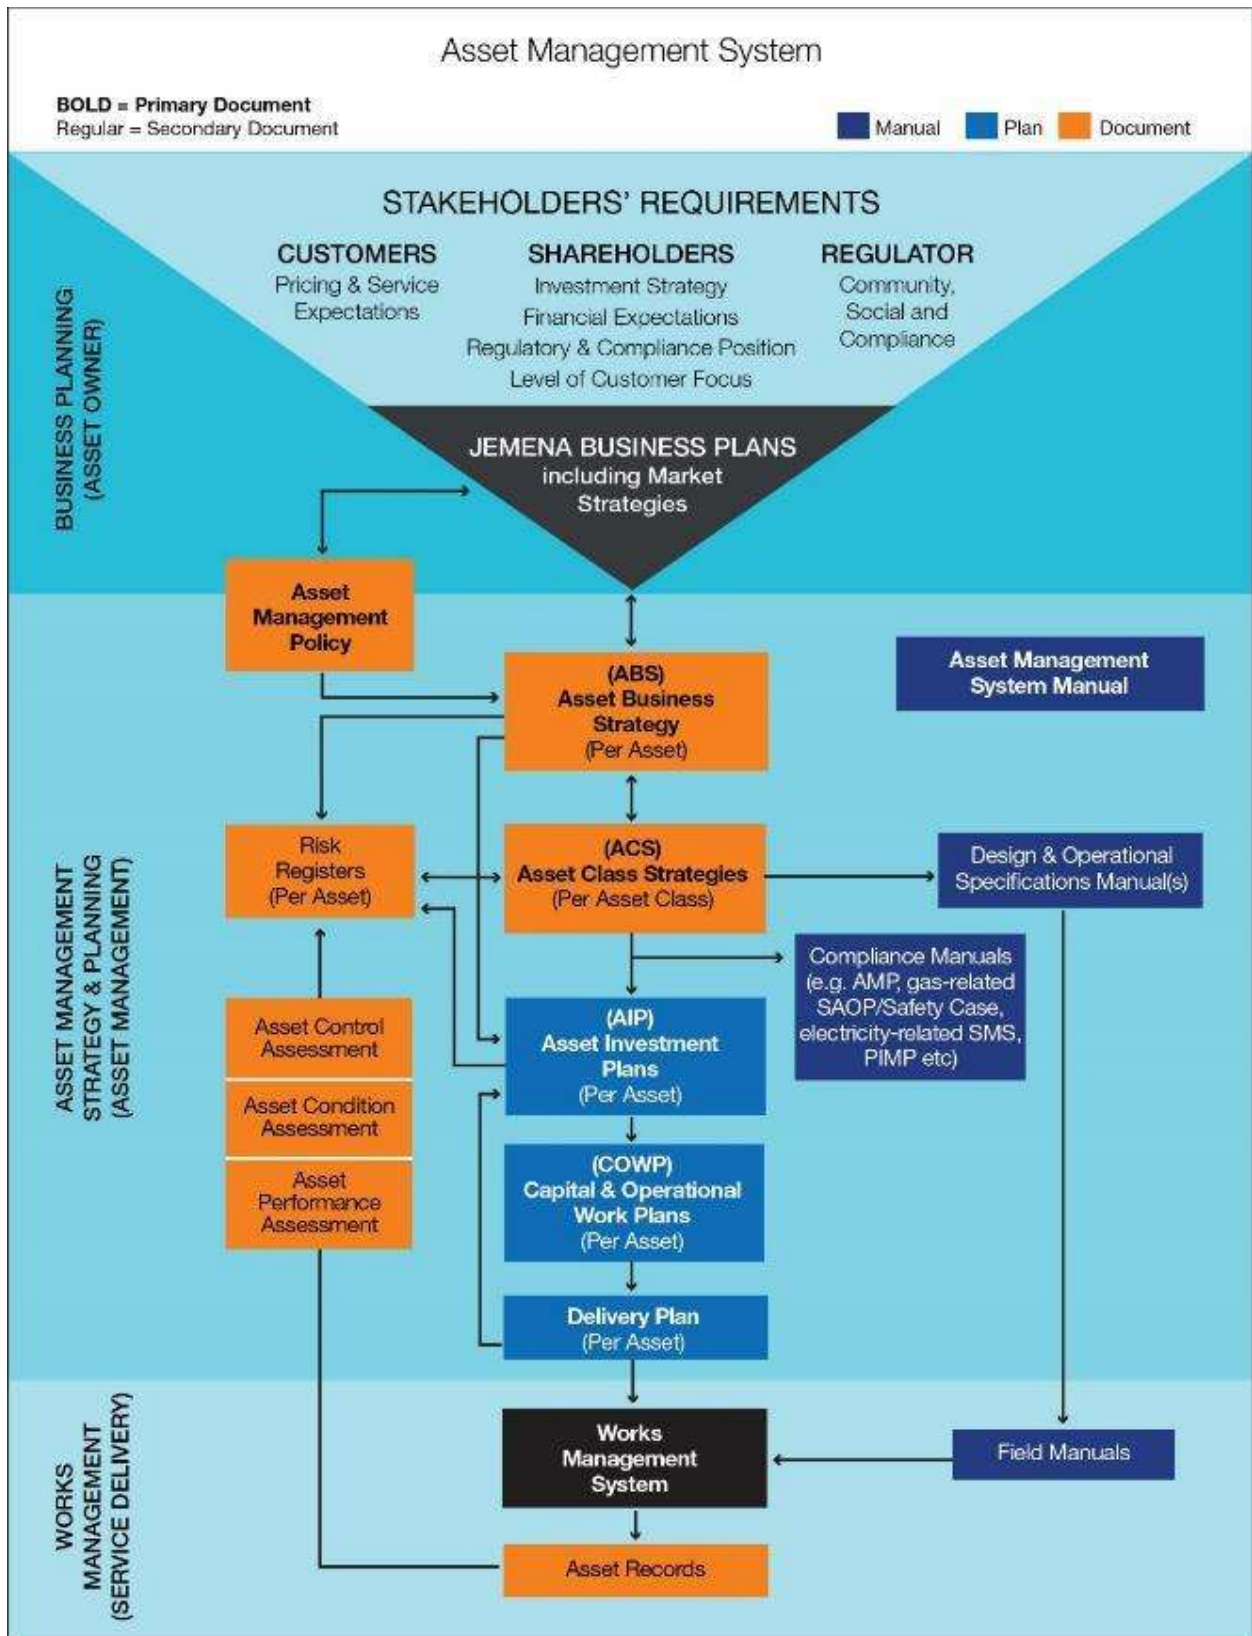 Asset Management System
BOLD = Primary Document
Regular = Secondary Document
Manual
Plan
Document
STAKEHOLDERS' REQUIREMENTS
CUSTOMERS
Pricing & Service
Expectations
SHAREHOLDERS
Investment Strategy
Financial Expectations
Regulatory & Compliance Position
Level of Customer Focus
REGULATOR
Community,
Social and
Compliance
BUSINESS PLANNING
(ASSET OWNER)
JEMENA BUSINESS PLANS
including Market
Strategies
Asset
Management
Policy
(ABS)
Asset Business
Strategy
(Per Asset)
Asset Management
System Manual
ASSET MANAGEMENT
STRATEGY & PLANNING
(ASSET MANAGEMENT)
Risk
Registers
(Per Asset)
(ACS)
Asset Class Strategies
(Per Asset Class)
Design & Operational
Specifications Manual(s)
Compliance Manuals
(e.g. AMP, gas-related
SAOP/Safety Case,
electricity-related SMS,
PIMP etc)
Asset Control
Assessment
Asset Condition
Assessment
Asset
Performance
Assessment
(AIP)
Asset Investment
Plans
(Per Asset)
(COWP)
Capital & Operational
Work Plans
(Per Asset)
Delivery Plan
(Per Asset)
WORKS
MANAGEMENT
(SERVICE DELIVERY)
Works
Management
System
Field Manuals
Asset Records